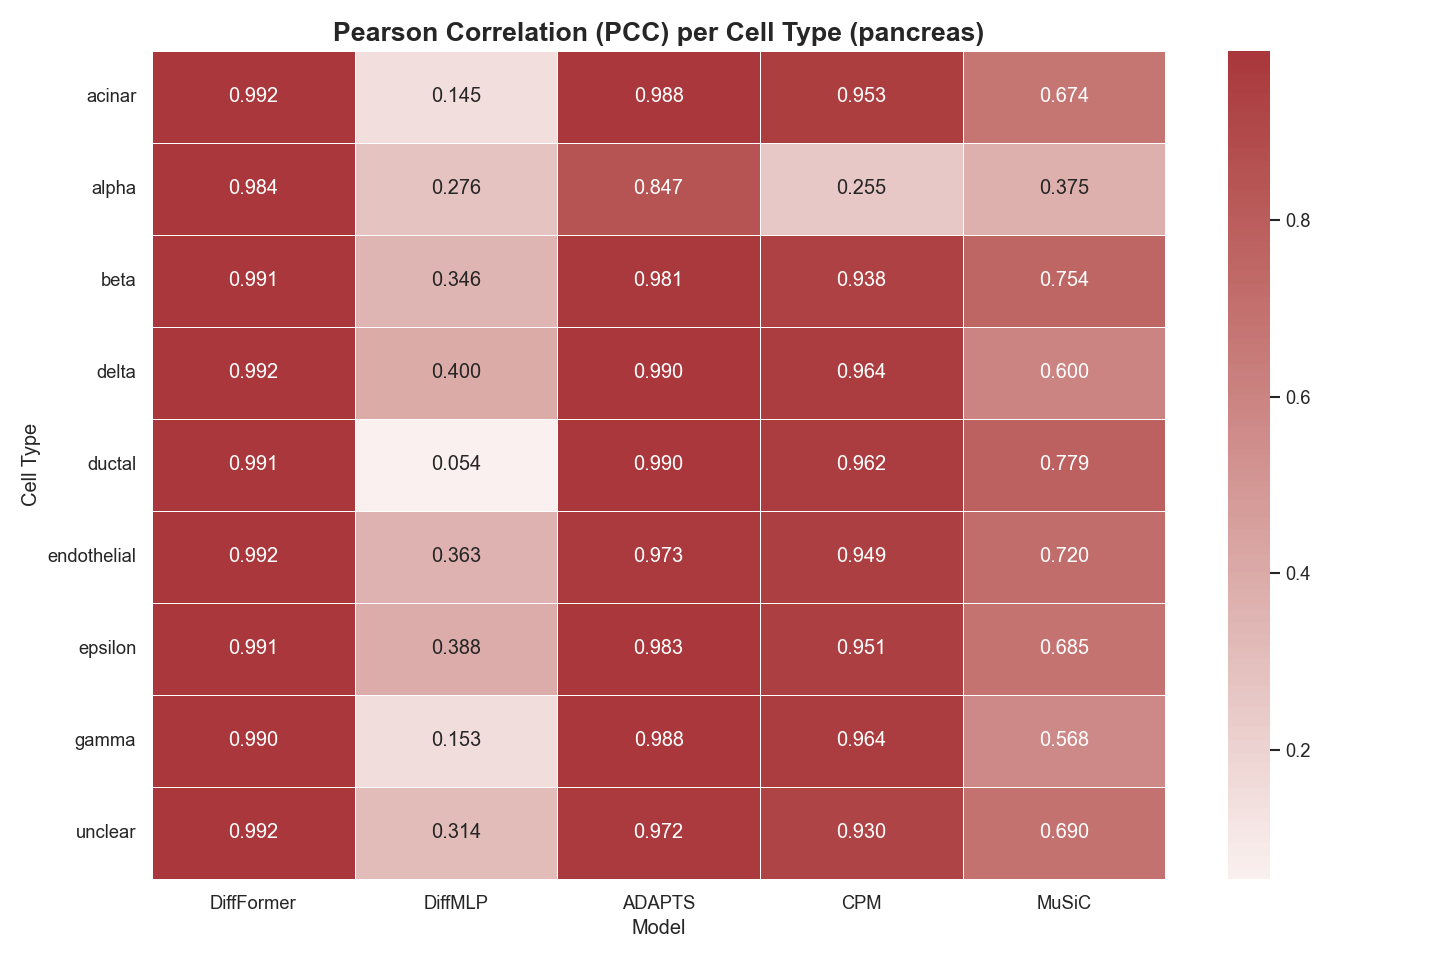 Pearson Correlation (PCC) per Cell Type (pancreas)
acinar 0.992 0.145 0.988 0.953 0.674
alpha 0.984 0.276 0.847 0.255 0.375
beta 0.991 0.346 0.981 0.938 0.754
delta 0.992 0.400 0.990 0.964 0.600
ductal 0.991 0.054 0.990 0.962 0.779
endothelial 0.992 0.363 0.973 0.949 0.720
epsilon 0.991 0.388 0.983 0.951 0.685
gamma 0.990 0.153 0.988 0.964 0.568
unclear 0.992 0.314 0.972 0.930 0.690
DiffFormer DiffMLP ADAPTS CPM MuSiC
Model
Cell Type
0.8
0.6
0.4
0.2